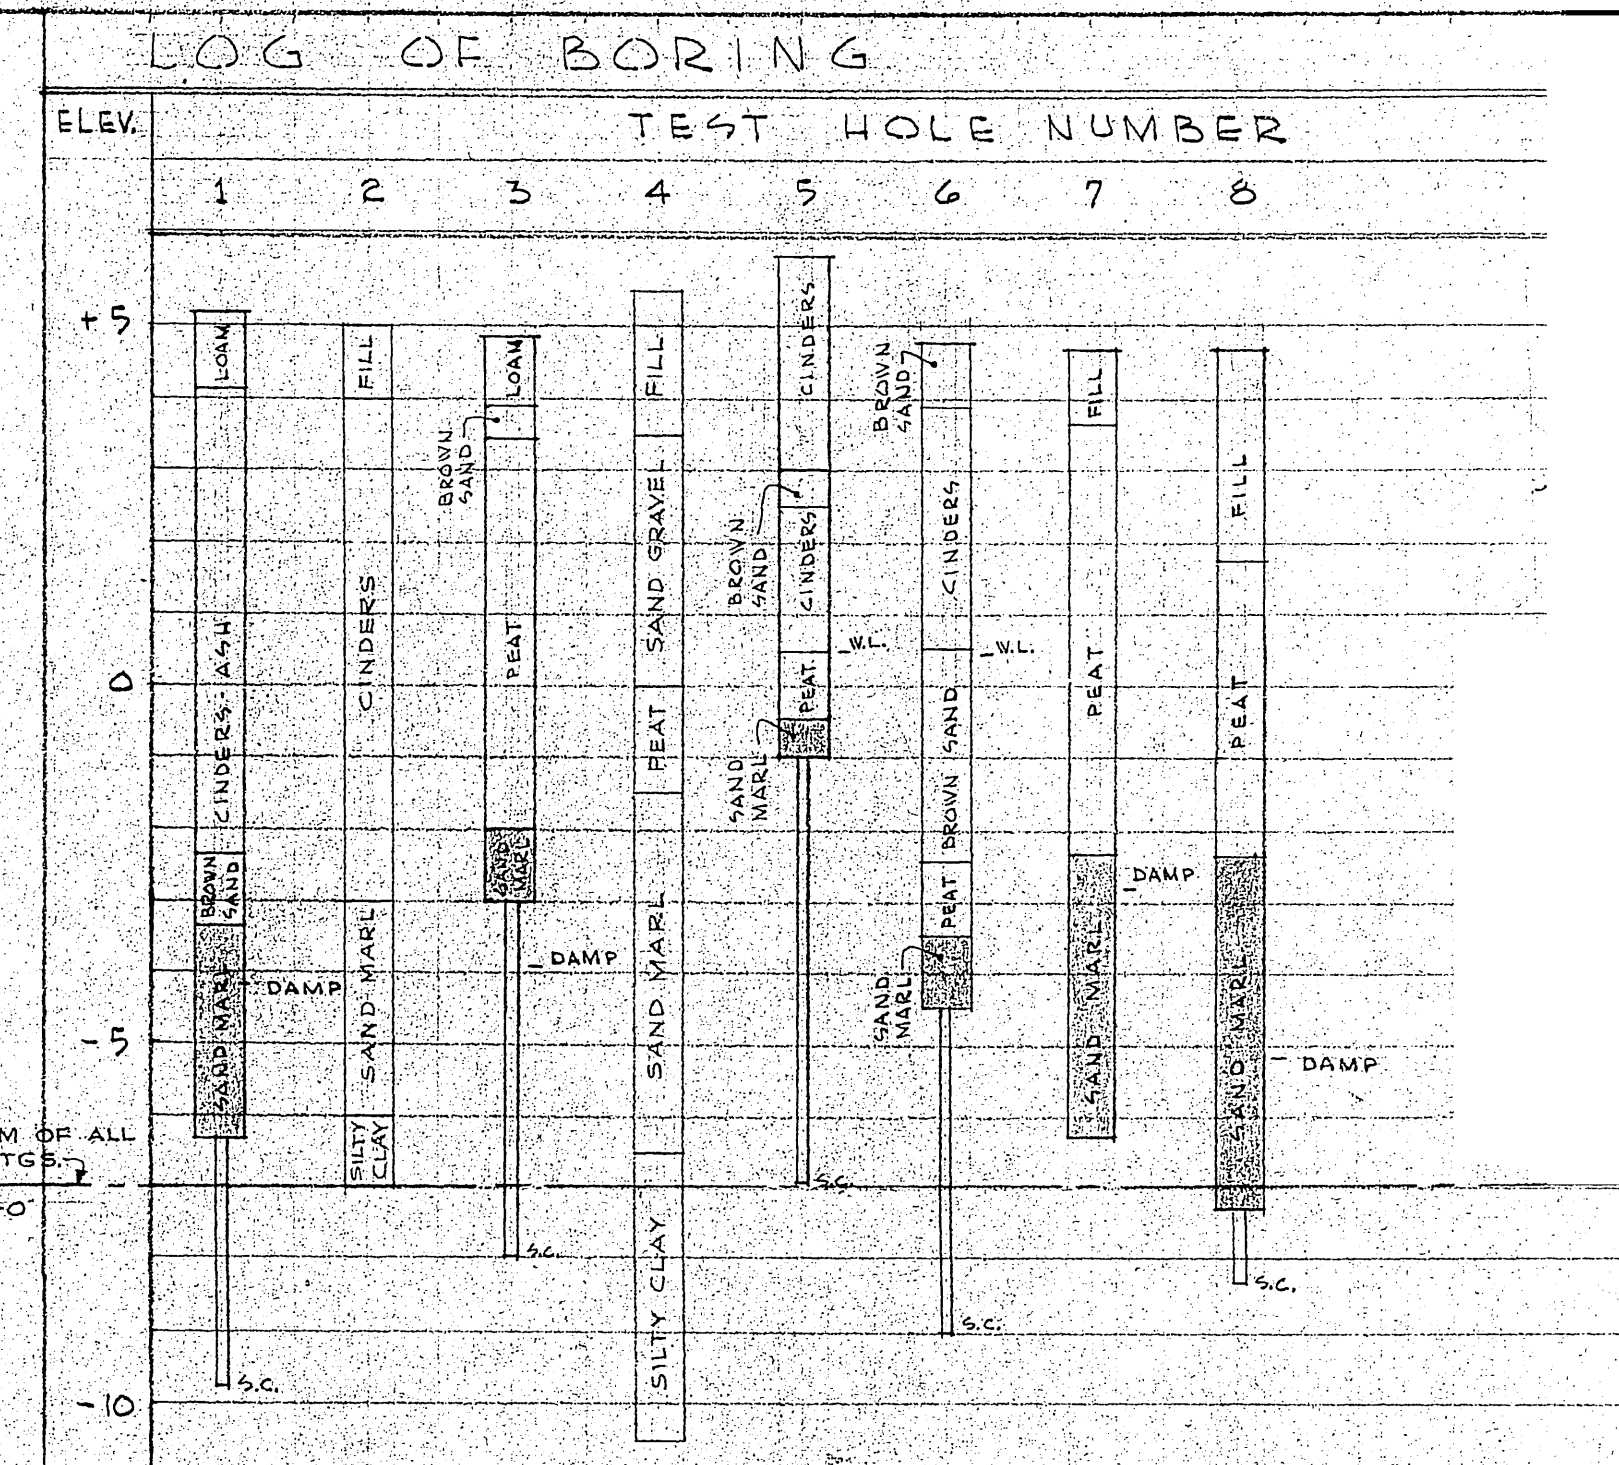 LOG OF BORING
ELEV.
TEST HOLE NUMBER
1 2 3 4 5 6 7 8
+5
0
-5
-10
M OF ALL
TGS.
LOAM
CINDERS-ASH
BROWN
SAND
SAND MARL
DAMP
S.C.
FILL
CINDERS
SAND MARL
SILTY
CLAY
LOAM
BROWN
SAND
PEAT
SAND
MARL
DAMP
S.C.
FILL
SAND GRAVEL
PEAT
SAND MARL
SILTY CLAY
CINDERS
BROWN
SAND
CINDERS
W.L.
PEAT
SAND
MARL
S.C.
BROWN
SAND
CINDERS
W.L.
BROWN SAND
PEAT
SAND
MARL
S.C.
FILL
PEAT
DAMP
SAND MARL
FILL
PEAT
SAND MARL
DAMP
S.C.